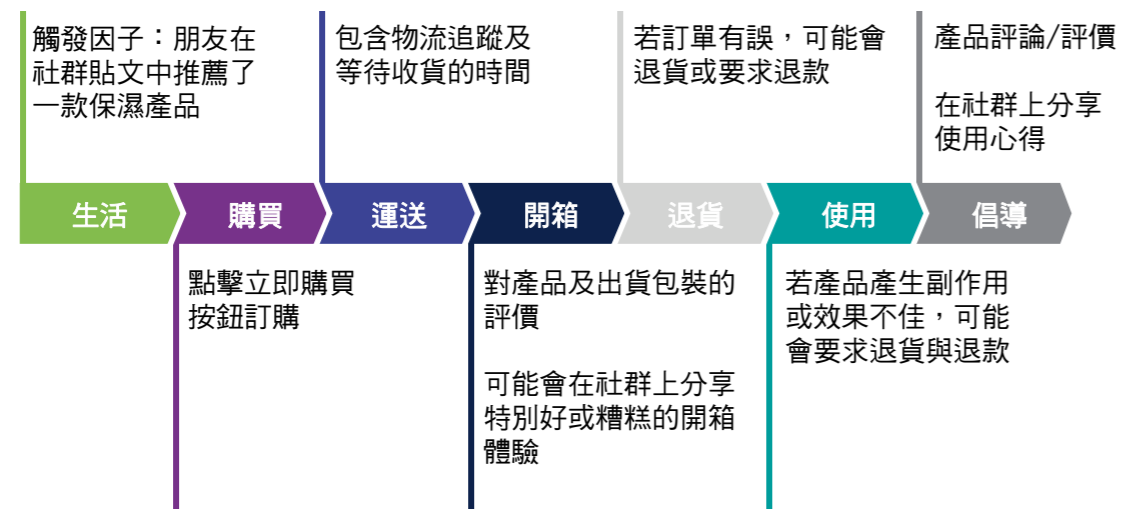 觸發因子：朋友在
社群貼文中推薦了
一款保濕產品
包含物流追蹤及
等待收貨的時間
若訂單有誤，可能會
退貨或要求退款
產品評論/評價
在社群上分享
使用心得
生活
購買
運送
開箱
退貨
使用
倡導
點擊立即購買
按鈕訂購
對產品及出貨包裝的
評價
可能會在社群上分享
特別好或糟糕的開箱
體驗
若產品產生副作用
或效果不佳，可能
會要求退貨與退款